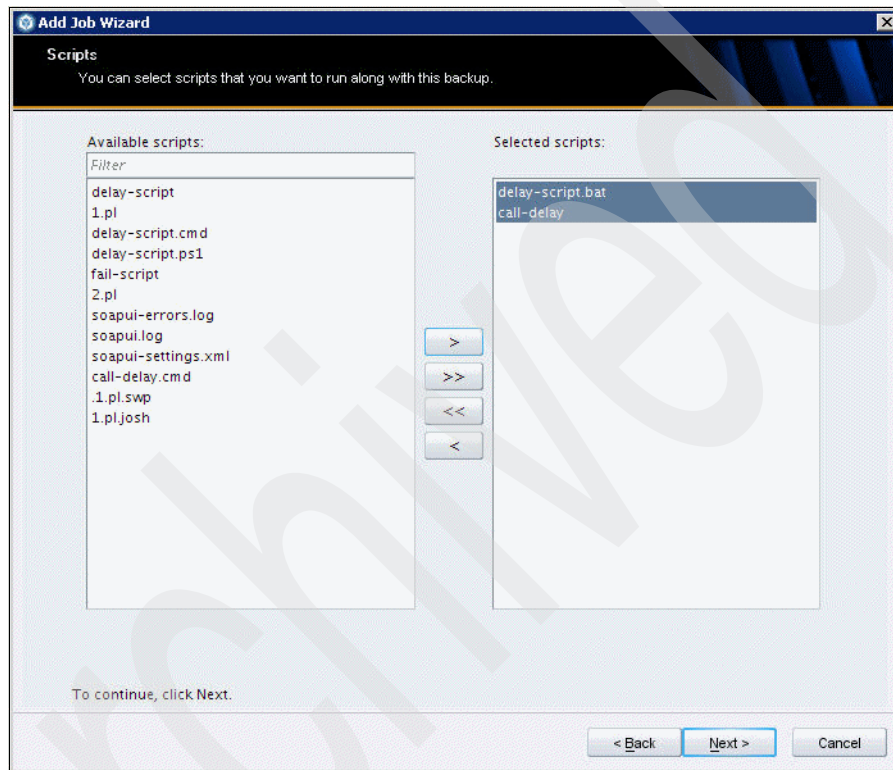 Add Job Wizard
Scripts
You can select scripts that you want to run along with this backup.
Available scripts:
Filter
delay-script
1.pl
delay-script.cmd
delay-script.ps1
fail-script
2.pl
soapui-errors.log
soapui.log
soapui-settings.xml
call-delay.cmd
.1.pl.swp
1.pl.josh
>
>>
<<
<
Selected scripts:
delay-script.bat
call-delay
To continue, click Next.
< Back
Next >
Cancel